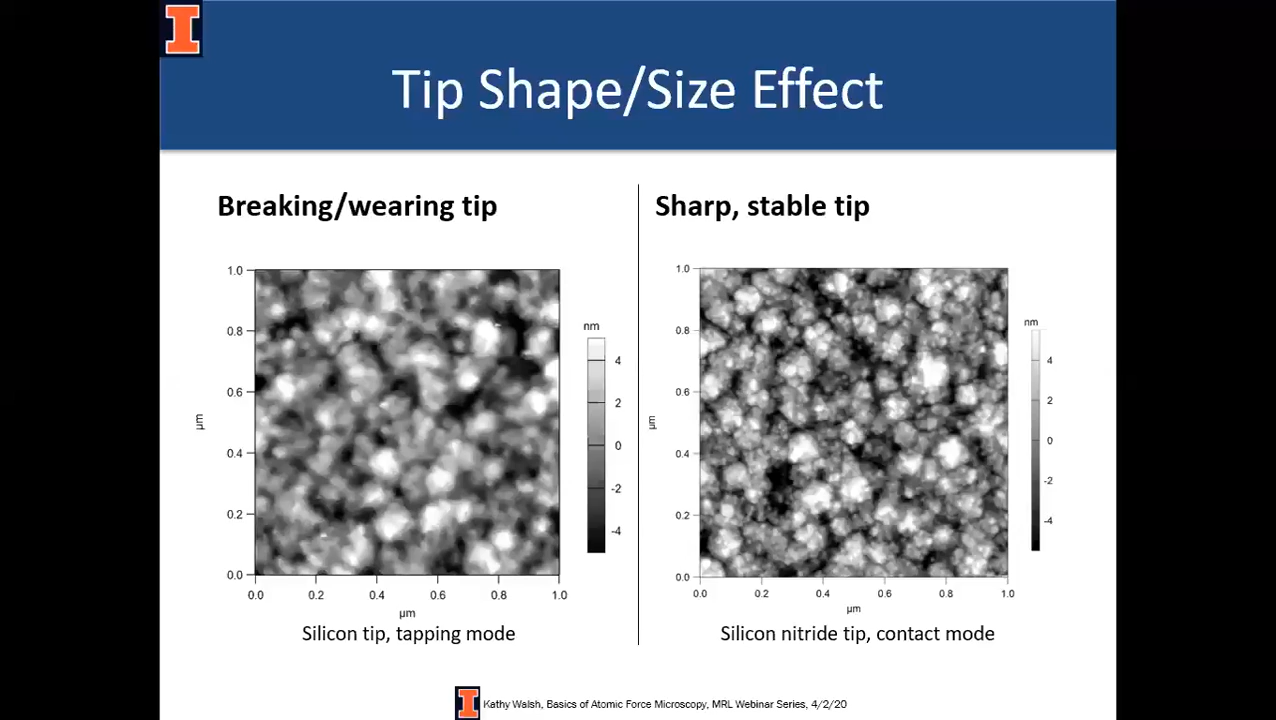 Tip Shape/Size Effect
Breaking/wearing tip
1.0
0.8
0.6
0.4
0.2
0.0
µm
0.0 0.2 0.4 0.6 0.8 1.0
µm
nm
4
2
0
-2
-4
Silicon tip, tapping mode
Sharp, stable tip
1.0
0.8
0.6
0.4
0.2
0.0
µm
0.0 0.2 0.4 0.6 0.8 1.0
µm
nm
4
2
0
-2
-4
Silicon nitride tip, contact mode
Kathy Walsh, Basics of Atomic Force Microscopy, MRL Webinar Series, 4/2/20